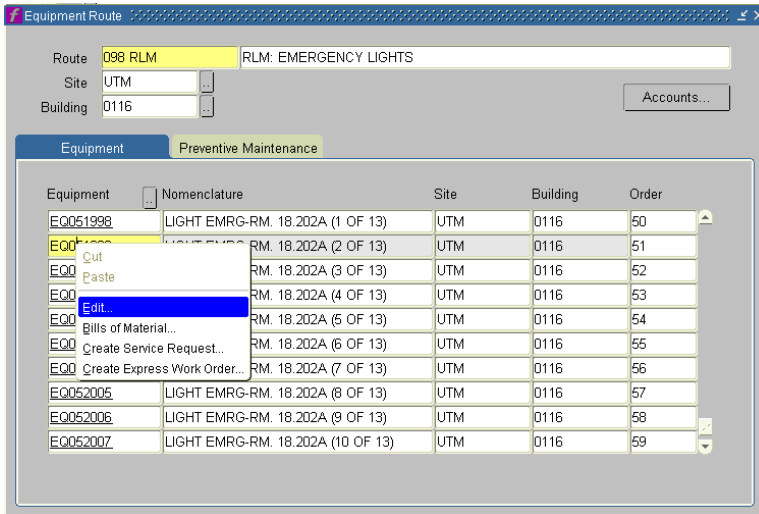 Equipment Route
Route 098 RLM RLM: EMERGENCY LIGHTS
Site UTM ..
Building 0116 .. Accounts...
Equipment Preventive Maintenance
Equipment .. Nomenclature Site Building Order
EQ051998 LIGHT EMRG-RM. 18.202A (1 OF 13) UTM 0116 50
(2 OF 13) UTM 0116 51
Cut
EQ0 RM. 18.202A (3 OF 13) UTM 0116 52
Paste
EQ0 RM. 18.202A (4 OF 13) UTM 0116 53
Edit...
EQ0 RM. 18.202A (5 OF 13) UTM 0116 54
Bills of Material...
EQ0 RM. 18.202A (6 OF 13) UTM 0116 55
Create Service Request...
EQ0 RM. 18.202A (7 OF 13) UTM 0116 56
Create Express Work Order...
EQ052005 LIGHT EMRG-RM. 18.202A (8 OF 13) UTM 0116 57
EQ052006 LIGHT EMRG-RM. 18.202A (9 OF 13) UTM 0116 58
EQ052007 LIGHT EMRG-RM. 18.202A (10 OF 13) UTM 0116 59